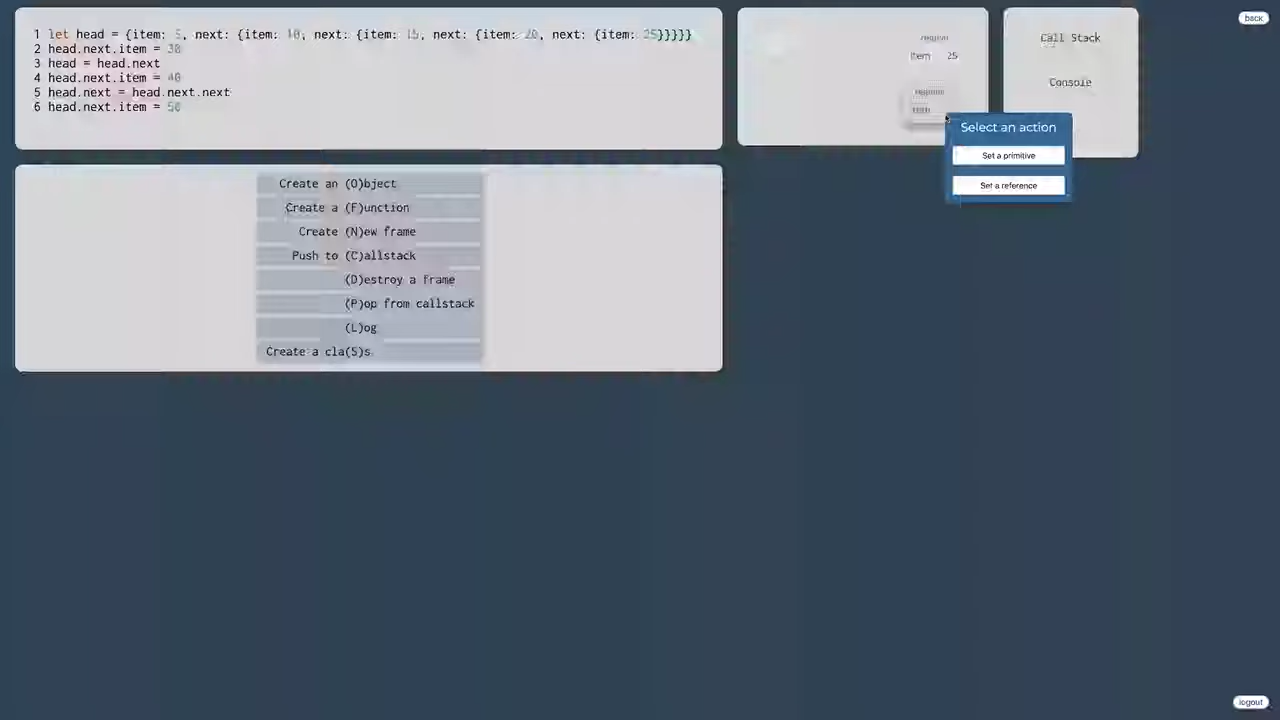 1 let head = {item: 5, next: {item: 10, next: {item: 15, next: {item: 20, next: {item: 25}}}}}
2 head.next.item = 30
3 head = head.next
4 head.next.item = 40
5 head.next = head.next.next
6 head.next.item = 50
Create an (O)bject
Create a (F)unction
Create (N)ew frame
Push to (C)allstack
(D)estroy a frame
(P)op from callstack
(L)og
Create a cla(S)s
item 25
Call Stack
Console
Select an action
Set a primitive
Set a reference
back
logout